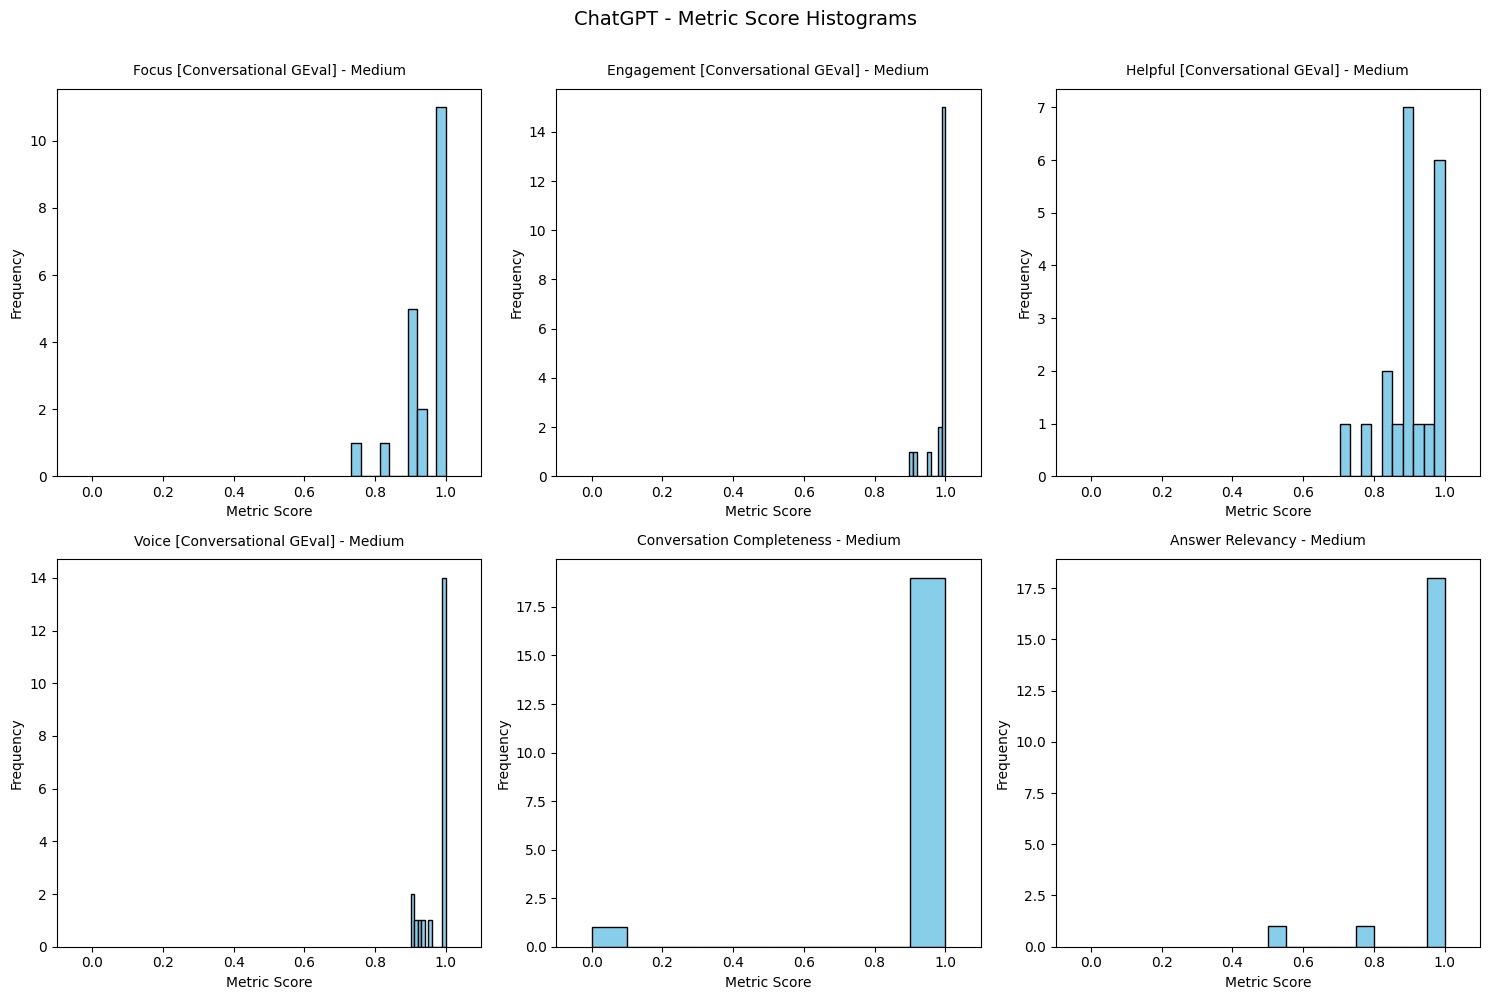 ChatGPT - Metric Score Histograms
Focus [Conversational GEval] - Medium
Frequency
10
8
6
4
2
0
0.0 0.2 0.4 0.6 0.8 1.0
Metric Score
Engagement [Conversational GEval] - Medium
Frequency
14
12
10
8
6
4
2
0
0.0 0.2 0.4 0.6 0.8 1.0
Metric Score
Helpful [Conversational GEval] - Medium
Frequency
7
6
5
4
3
2
1
0
0.0 0.2 0.4 0.6 0.8 1.0
Metric Score
Voice [Conversational GEval] - Medium
Frequency
14
12
10
8
6
4
2
0
0.0 0.2 0.4 0.6 0.8 1.0
Metric Score
Conversation Completeness - Medium
Frequency
17.5
15.0
12.5
10.0
7.5
5.0
2.5
0.0
0.0 0.2 0.4 0.6 0.8 1.0
Metric Score
Answer Relevancy - Medium
Frequency
17.5
15.0
12.5
10.0
7.5
5.0
2.5
0.0
0.0 0.2 0.4 0.6 0.8 1.0
Metric Score